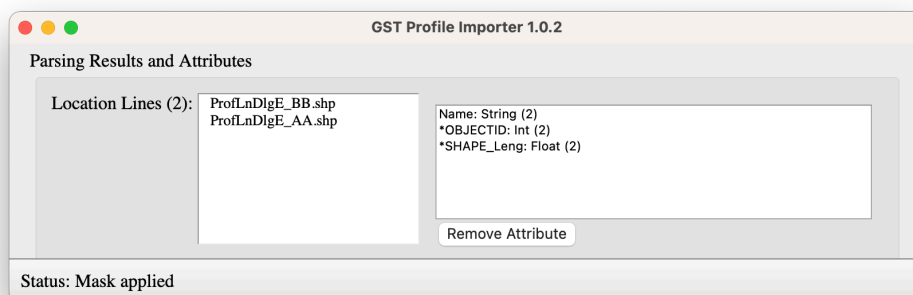 GST Profile Importer 1.0.2
Parsing Results and Attributes
Location Lines (2):
ProfLnDlgE_BB.shp
ProfLnDlgE_AA.shp
Name: String (2)
*OBJECTID: Int (2)
*SHAPE_Leng: Float (2)
Remove Attribute
Status: Mask applied